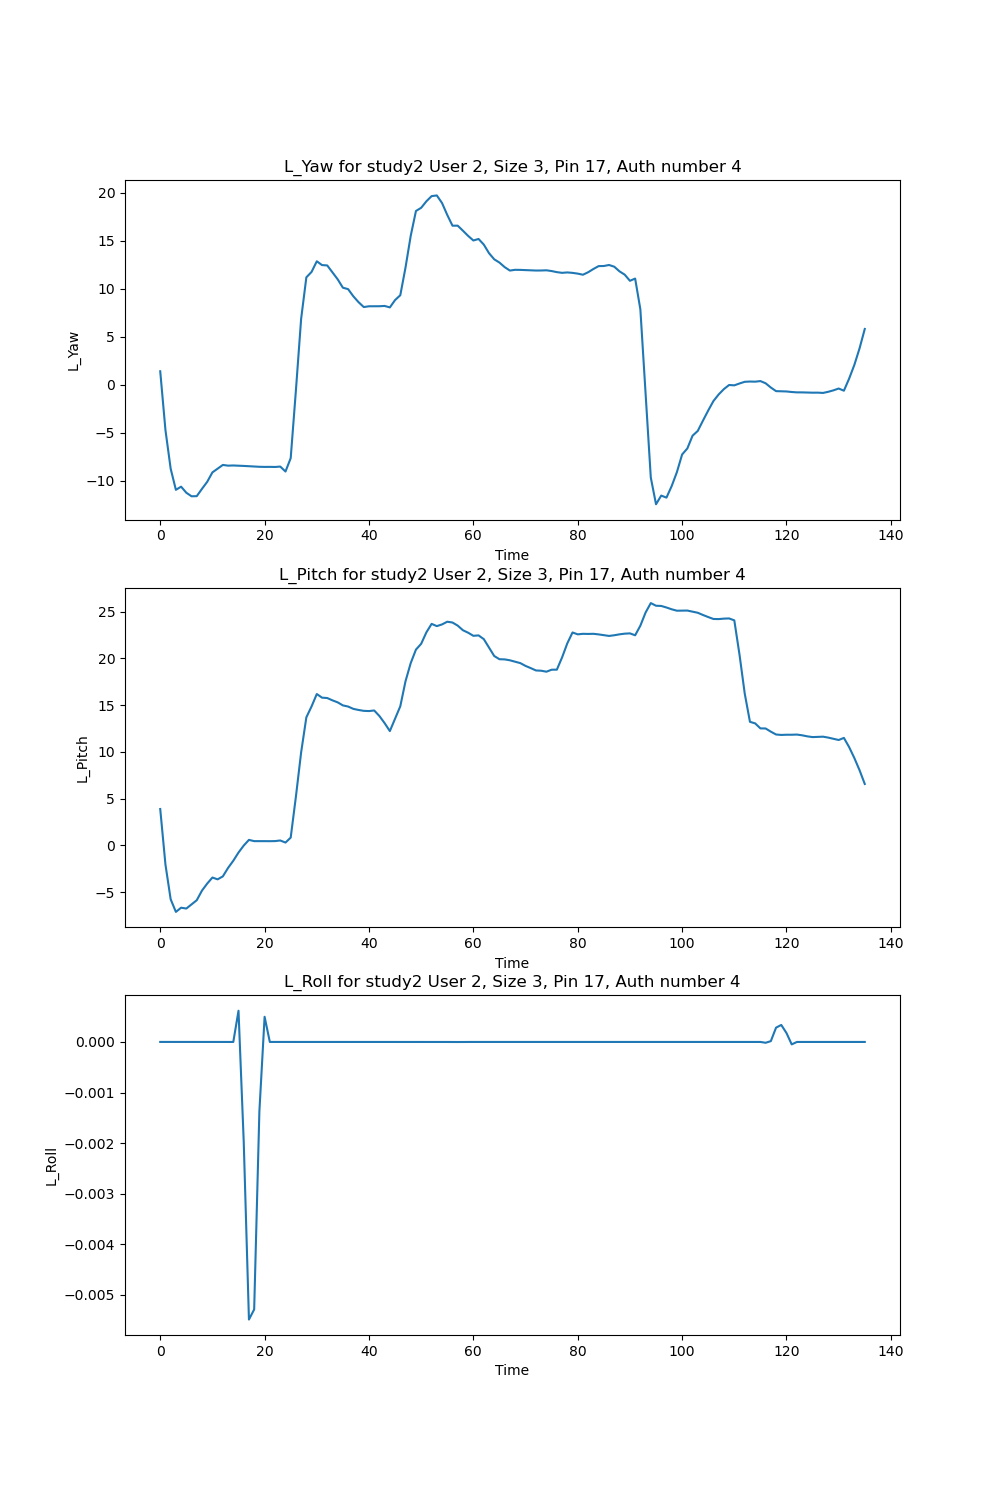 L_Yaw for study2 User 2, Size 3, Pin 17, Auth number 4
20
15
10
5
0
−5
−10
L_Yaw
0 20 40 60 80 100 120 140
Time
L_Pitch for study2 User 2, Size 3, Pin 17, Auth number 4
25
20
15
10
5
0
−5
L_Pitch
0 20 40 60 80 100 120 140
Time
L_Roll for study2 User 2, Size 3, Pin 17, Auth number 4
0.000
−0.001
−0.002
−0.003
−0.004
−0.005
L_Roll
0 20 40 60 80 100 120 140
Time